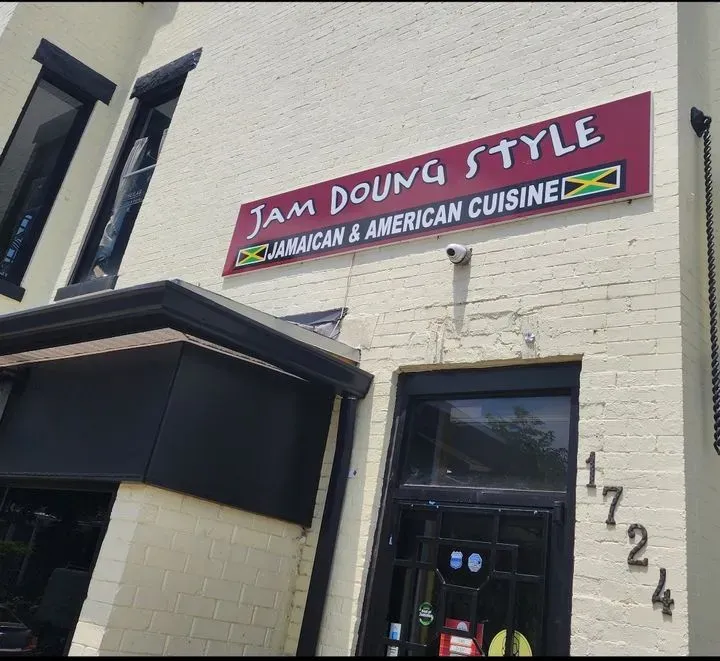 JAM DOUNG STYLE
JAMAICAN & AMERICAN CUISINE
1724